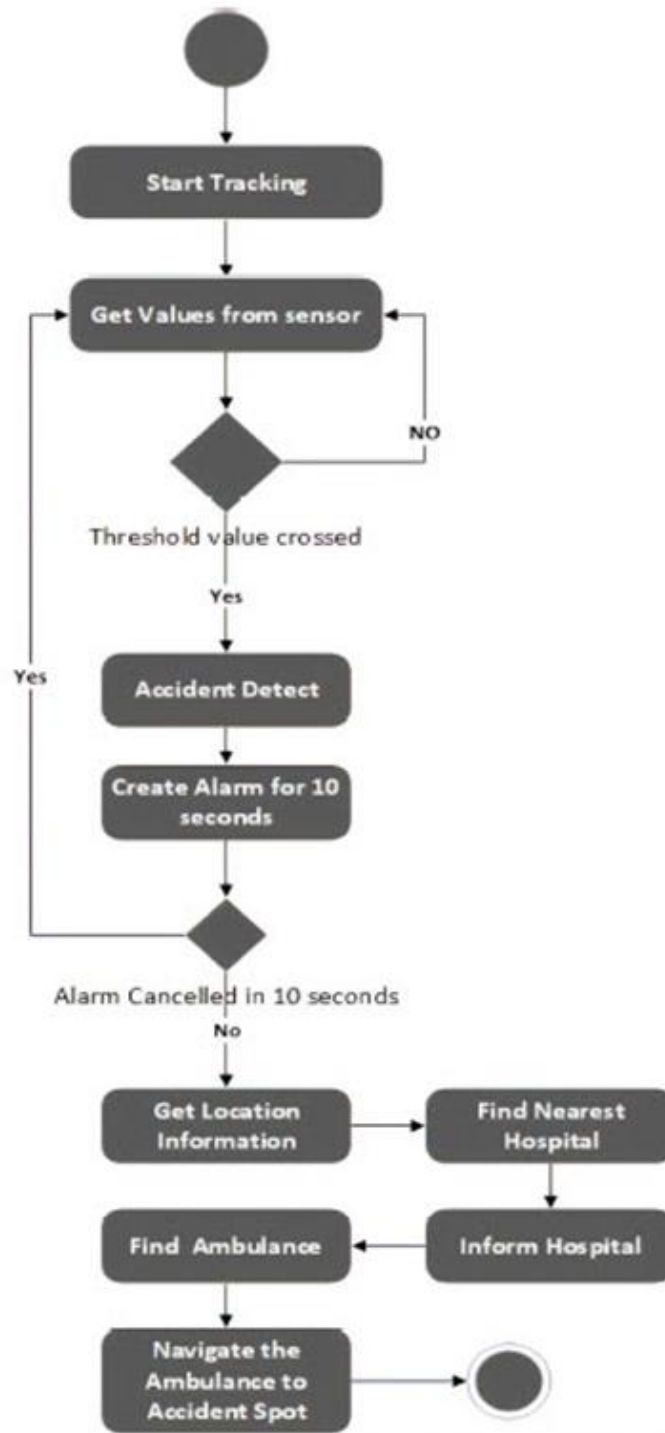 Start Tracking
Get Values from sensor
NO
Threshold value crossed
Yes
Accident Detect
Yes
Create Alarm for 10
seconds
Alarm Cancelled in 10 seconds
No
Get Location
Information
Find Nearest
Hospital
Inform Hospital
Find Ambulance
Navigate the
Ambulance to
Accident Spot